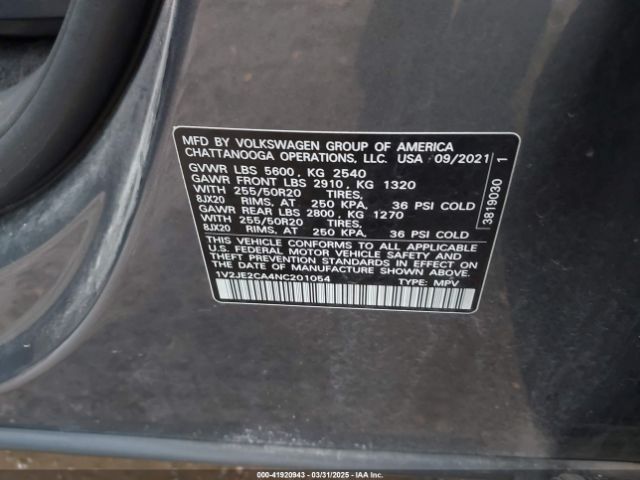 MFD BY VOLKSWAGEN GROUP OF AMERICA
CHATTANOOGA OPERATIONS, LLC. USA 09/2021
GVWR LBS 5600, KG 2540
GAWR FRONT LBS 2910, KG 1320
WITH 255/50R20 TIRES,
8JX20 RIMS, AT 250 KPA, 36 PSI COLD
GAWR REAR LBS 2800, KG 1270
WITH 255/50R20 TIRES,
8JX20 RIMS, AT 250 KPA, 36 PSI COLD
THIS VEHICLE CONFORMS TO ALL APPLICABLE
U.S. FEDERAL MOTOR VEHICLE SAFETY AND
THEFT PREVENTION STANDARDS IN EFFECT ON
THE DATE OF MANUFACTURE SHOWN ABOVE.
1V2JE2CA4NC201054 TYPE: MPV
3819030 1
00-41920943 - 03/31/2025 - IAAI.COM